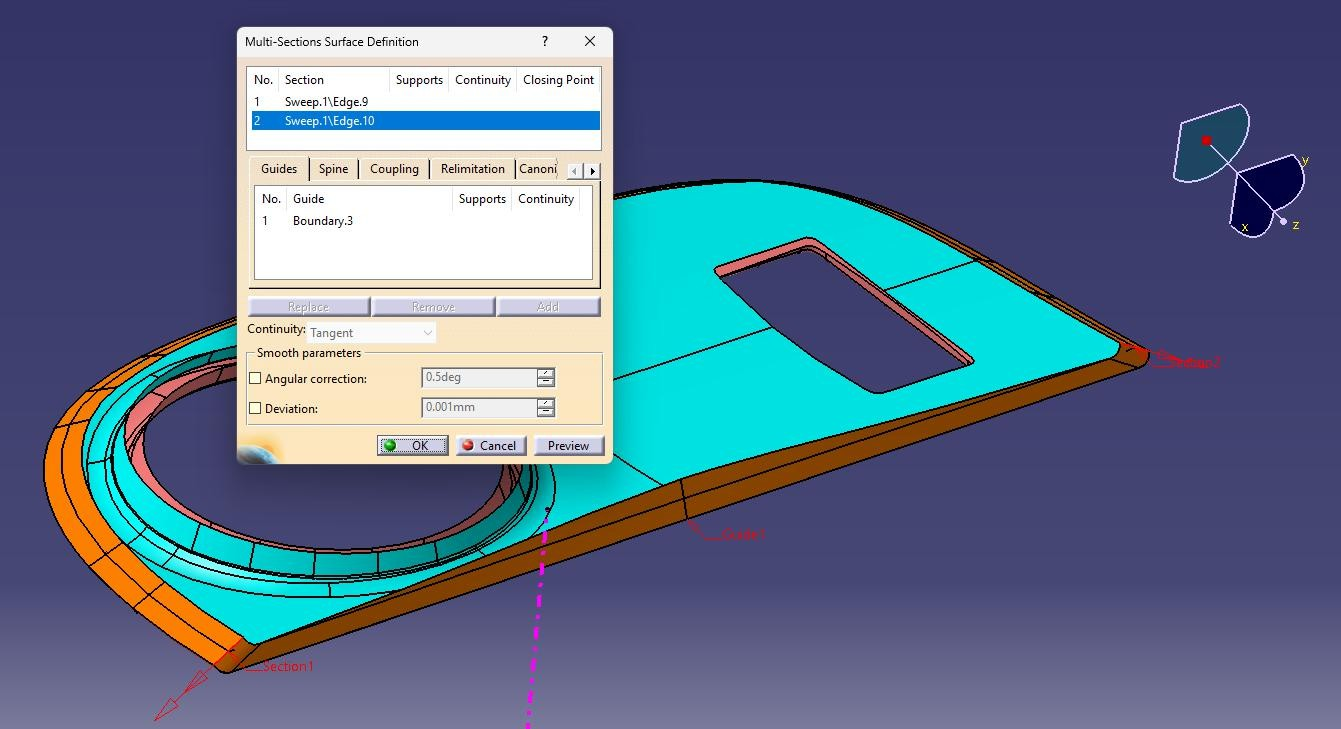 Multi-Sections Surface Definition ?
No. Section Supports Continuity Closing Point
1 Sweep.1\Edge.9
2 Sweep.1\Edge.10
Guides Spine Coupling Relimitation Canoni
No. Guide Supports Continuity
1 Boundary.3
Replace Remove Add
Continuity: Tangent
Smooth parameters
Angular correction: 0.5deg
Deviation: 0.001mm
OK Cancel Preview
y
x
z
Guide1
Section1